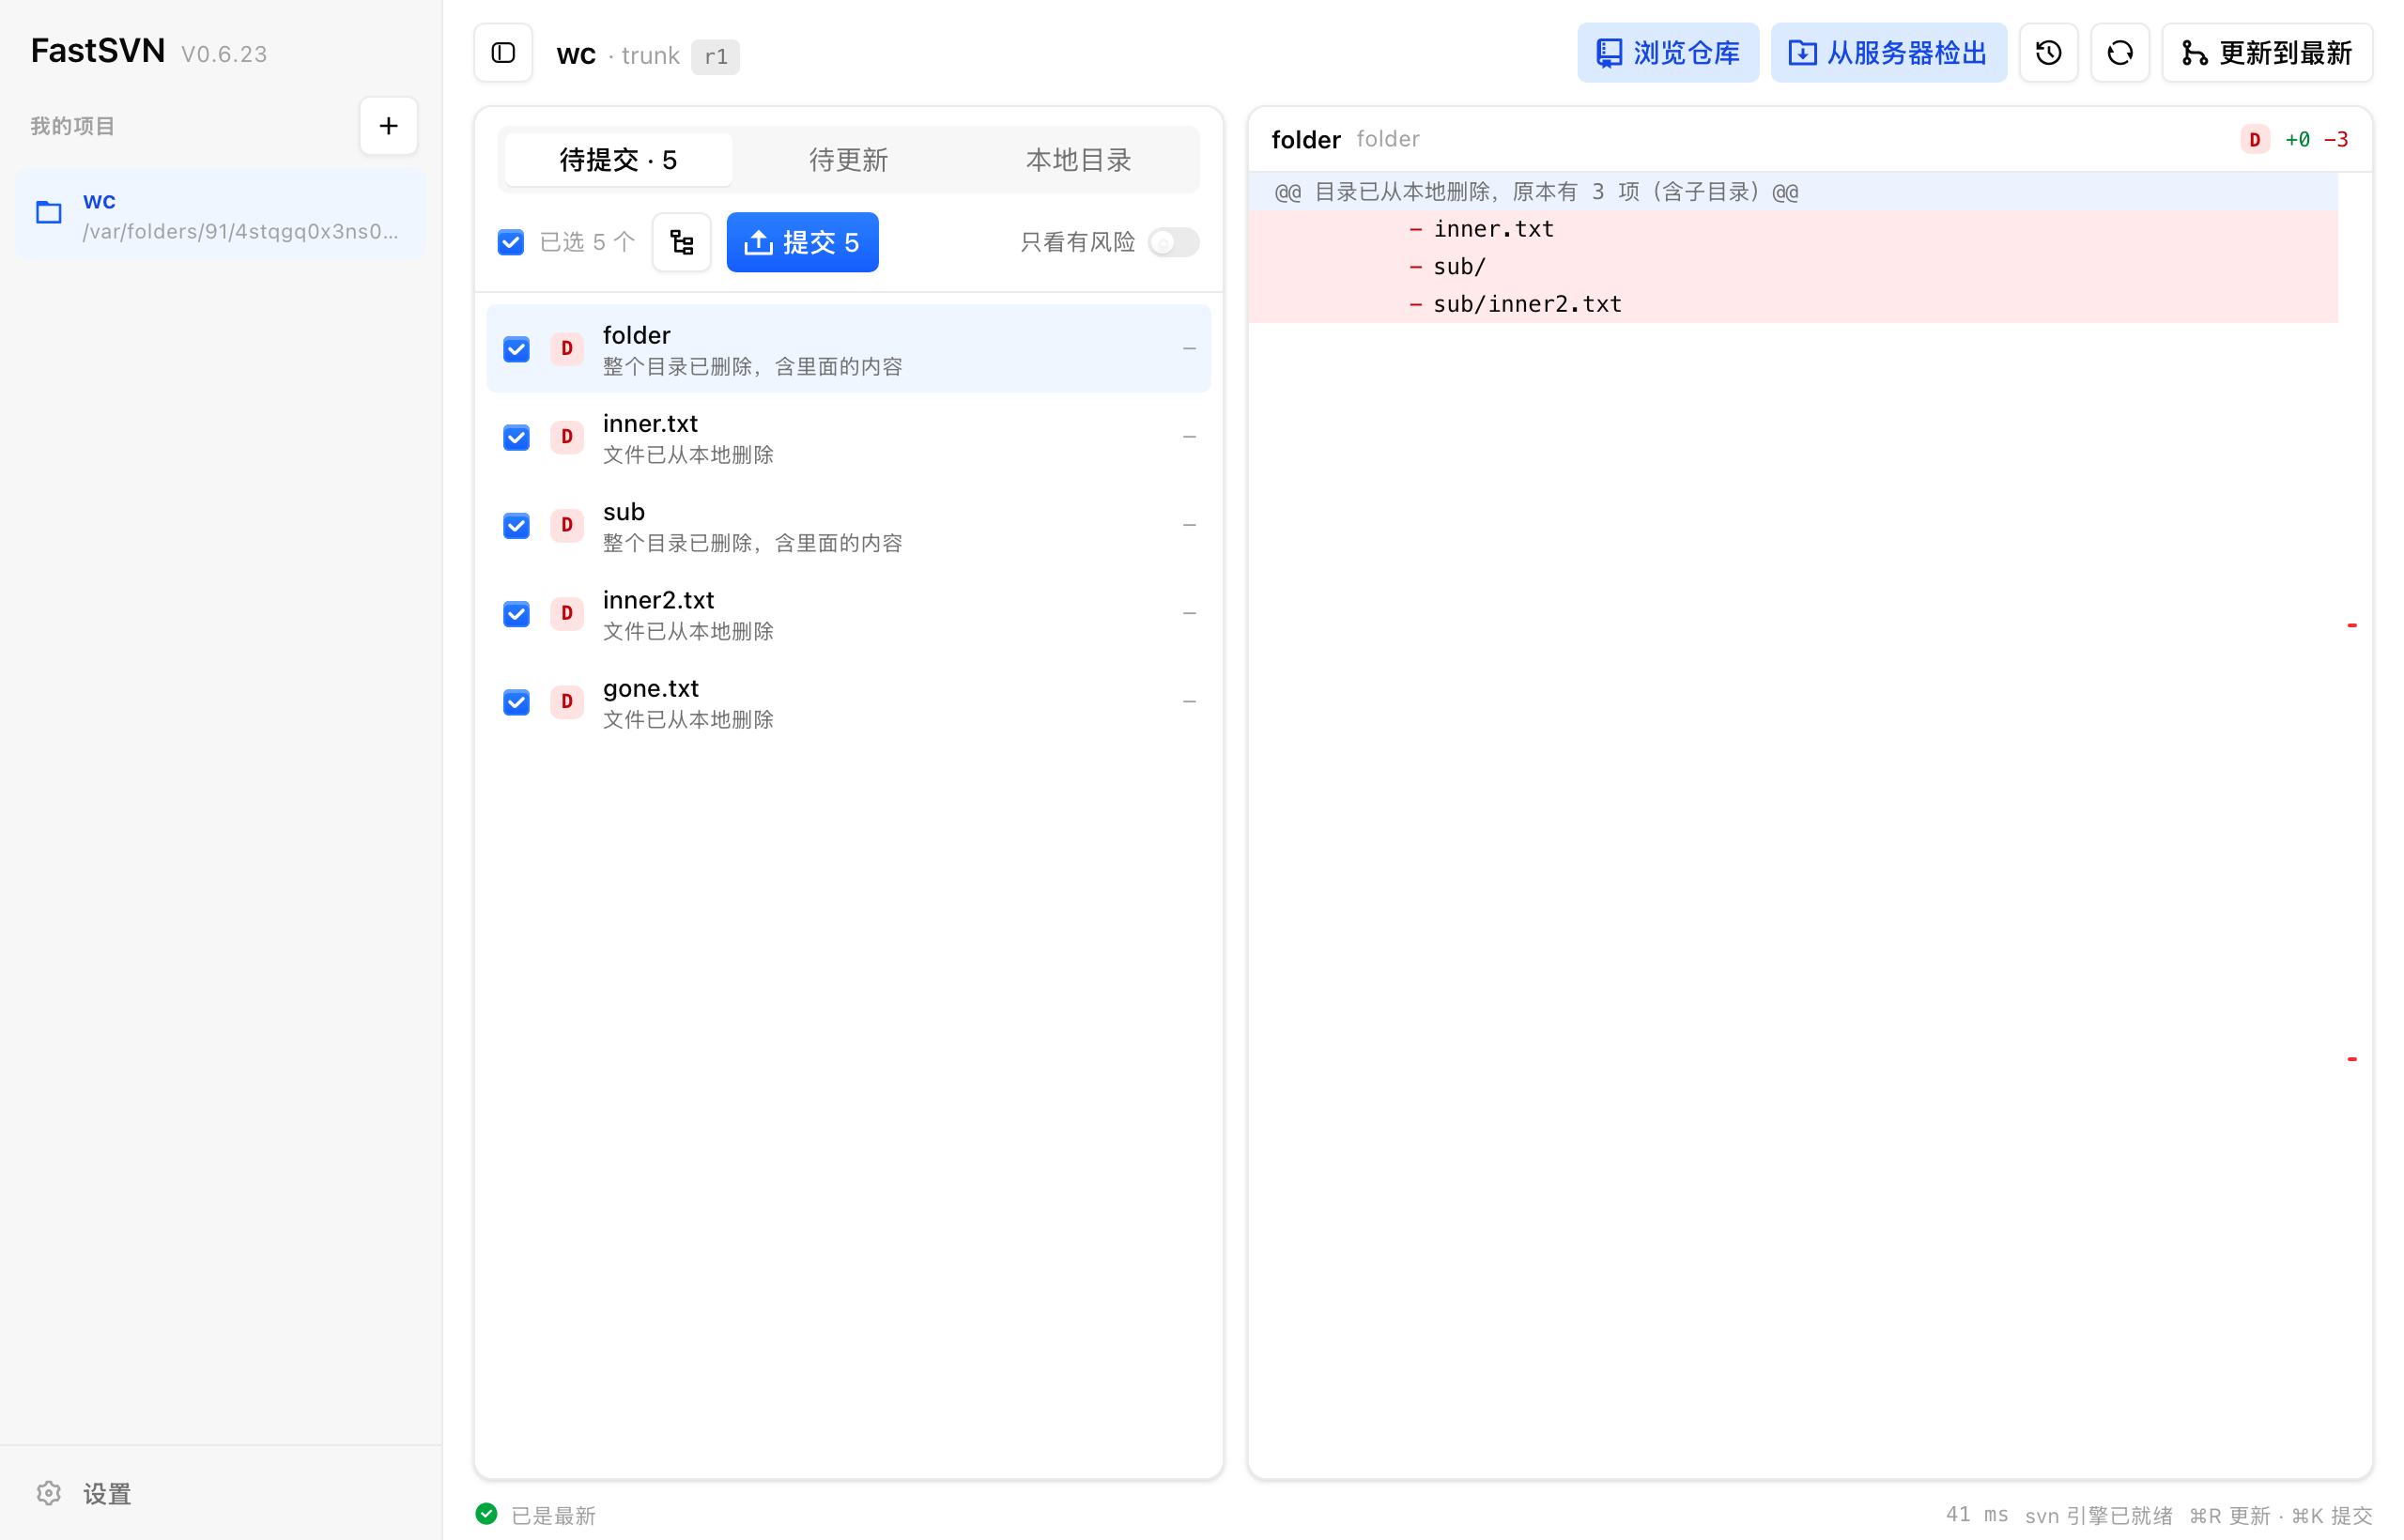 FastSVN V0.6.23
我的项目
wc
/var/folders/91/4stqgq0x3ns0...
设置
wc · trunk r1
浏览仓库
从服务器检出
更新到最新
待提交 · 5
待更新
本地目录
已选 5 个
提交 5
只看有风险
D
folder
整个目录已删除，含里面的内容
—
D
inner.txt
文件已从本地删除
—
D
sub
整个目录已删除，含里面的内容
—
D
inner2.txt
文件已从本地删除
—
D
gone.txt
文件已从本地删除
—
folder folder
D +0 −3
@@ 目录已从本地删除，原本有 3 项（含子目录）@@
− inner.txt
− sub/
− sub/inner2.txt
已是最新
41 ms svn 引擎已就绪 ⌘R 更新 · ⌘K 提交